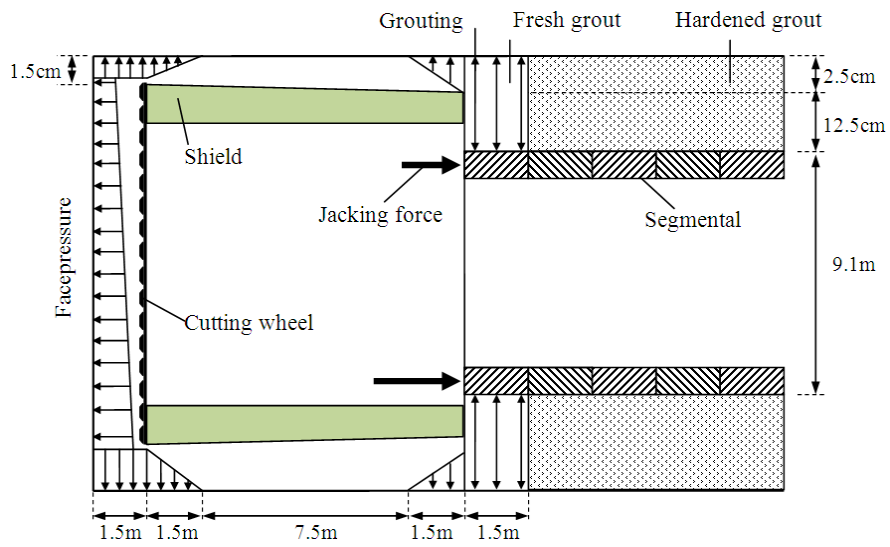 Grouting Fresh grout Hardened grout
1.5cm
2.5cm
12.5cm
Shield
Jacking force
Segmental
Facepressure
9.1m
Cutting wheel
1.5m 1.5m 7.5m 1.5m 1.5m